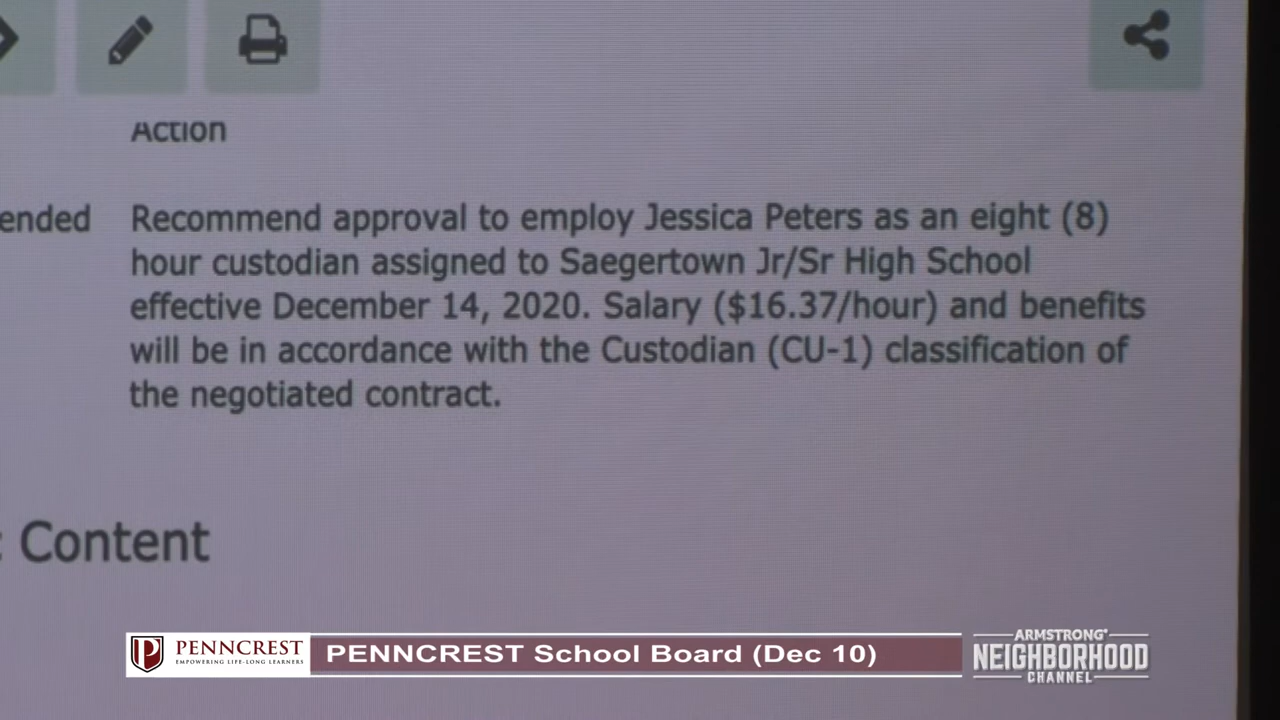 Action
ended
Recommend approval to employ Jessica Peters as an eight (8)
hour custodian assigned to Saegertown Jr/Sr High School
effective December 14, 2020. Salary ($16.37/hour) and benefits
will be in accordance with the Custodian (CU-1) classification of
the negotiated contract.
: Content
P PENNCREST
EMPOWERING LIFE-LONG LEARNERS
PENNCREST School Board (Dec 10)
ARMSTRONG®
NEIGHBORHOOD
CHANNEL